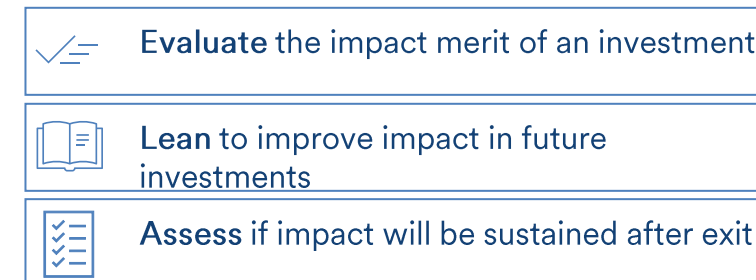 Evaluate the impact merit of an investment
Lean to improve impact in future
investments
Assess if impact will be sustained after exit